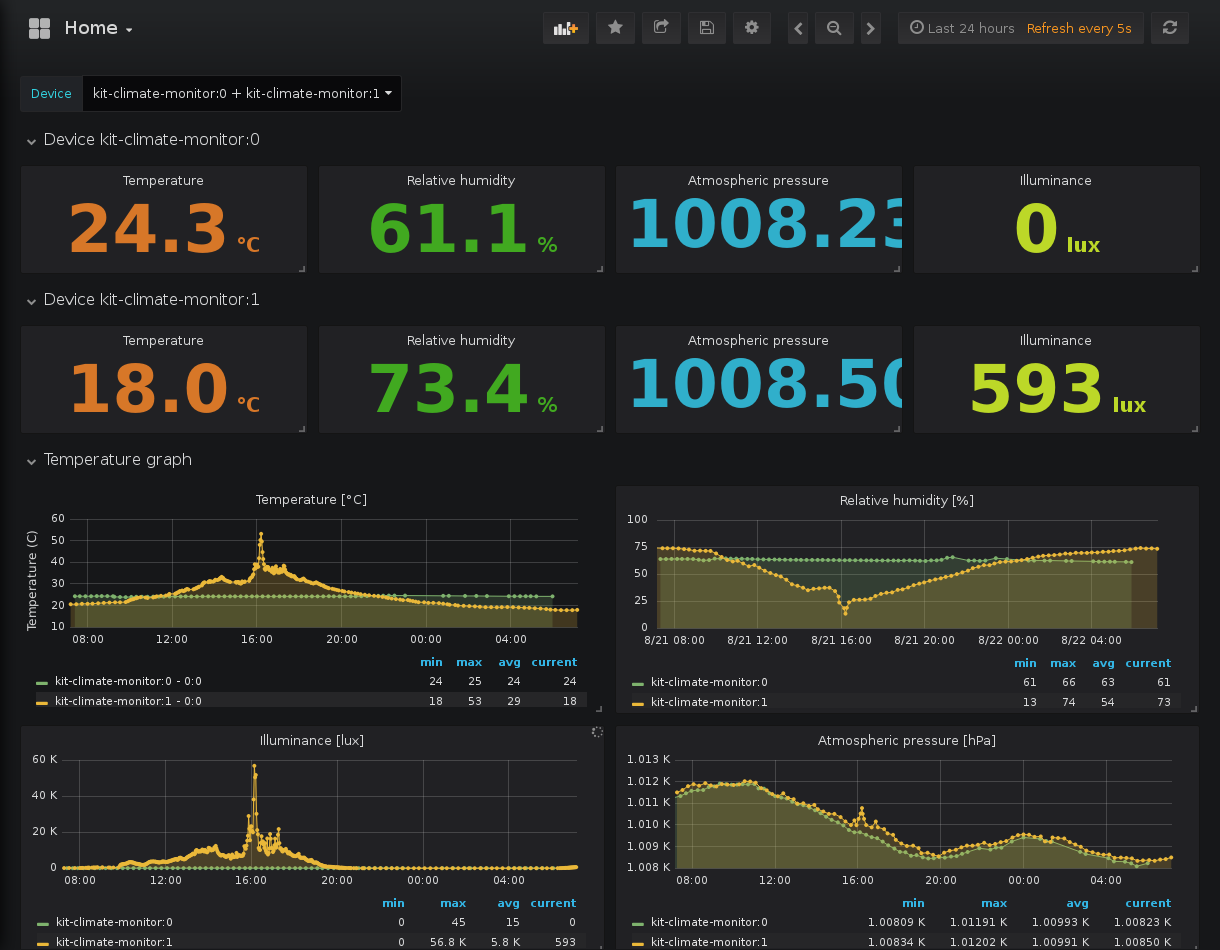 Home
Last 24 hours Refresh every 5s
Device kit-climate-monitor:0 + kit-climate-monitor:1
Device kit-climate-monitor:0
Temperature Relative humidity Atmospheric pressure Illuminance
24.3 °C 61.1 % 1008.23 0 lux
Device kit-climate-monitor:1
Temperature Relative humidity Atmospheric pressure Illuminance
18.0 °C 73.4 % 1008.50 593 lux
Temperature graph
Temperature [°C]
Temperature (C)
60
50
40
30
20
10
08:00 12:00 16:00 20:00 00:00 04:00
min max avg current
kit-climate-monitor:0 - 0:0 24 25 24 24
kit-climate-monitor:1 - 0:0 18 53 29 18
Relative humidity [%]
100
75
50
25
0
8/21 08:00 8/21 12:00 8/21 16:00 8/21 20:00 8/22 00:00 8/22 04:00
min max avg current
kit-climate-monitor:0 61 66 63 61
kit-climate-monitor:1 13 74 54 73
Illuminance [lux]
60 K
40 K
20 K
0
08:00 12:00 16:00 20:00 00:00 04:00
min max avg current
kit-climate-monitor:0 0 45 15 0
kit-climate-monitor:1 0 56.8 K 5.8 K 593
Atmospheric pressure [hPa]
1.013 K
1.012 K
1.011 K
1.010 K
1.009 K
1.008 K
08:00 12:00 16:00 20:00 00:00 04:00
min max avg current
kit-climate-monitor:0 1.00809 K 1.01191 K 1.00993 K 1.00823 K
kit-climate-monitor:1 1.00834 K 1.01202 K 1.00991 K 1.00850 K